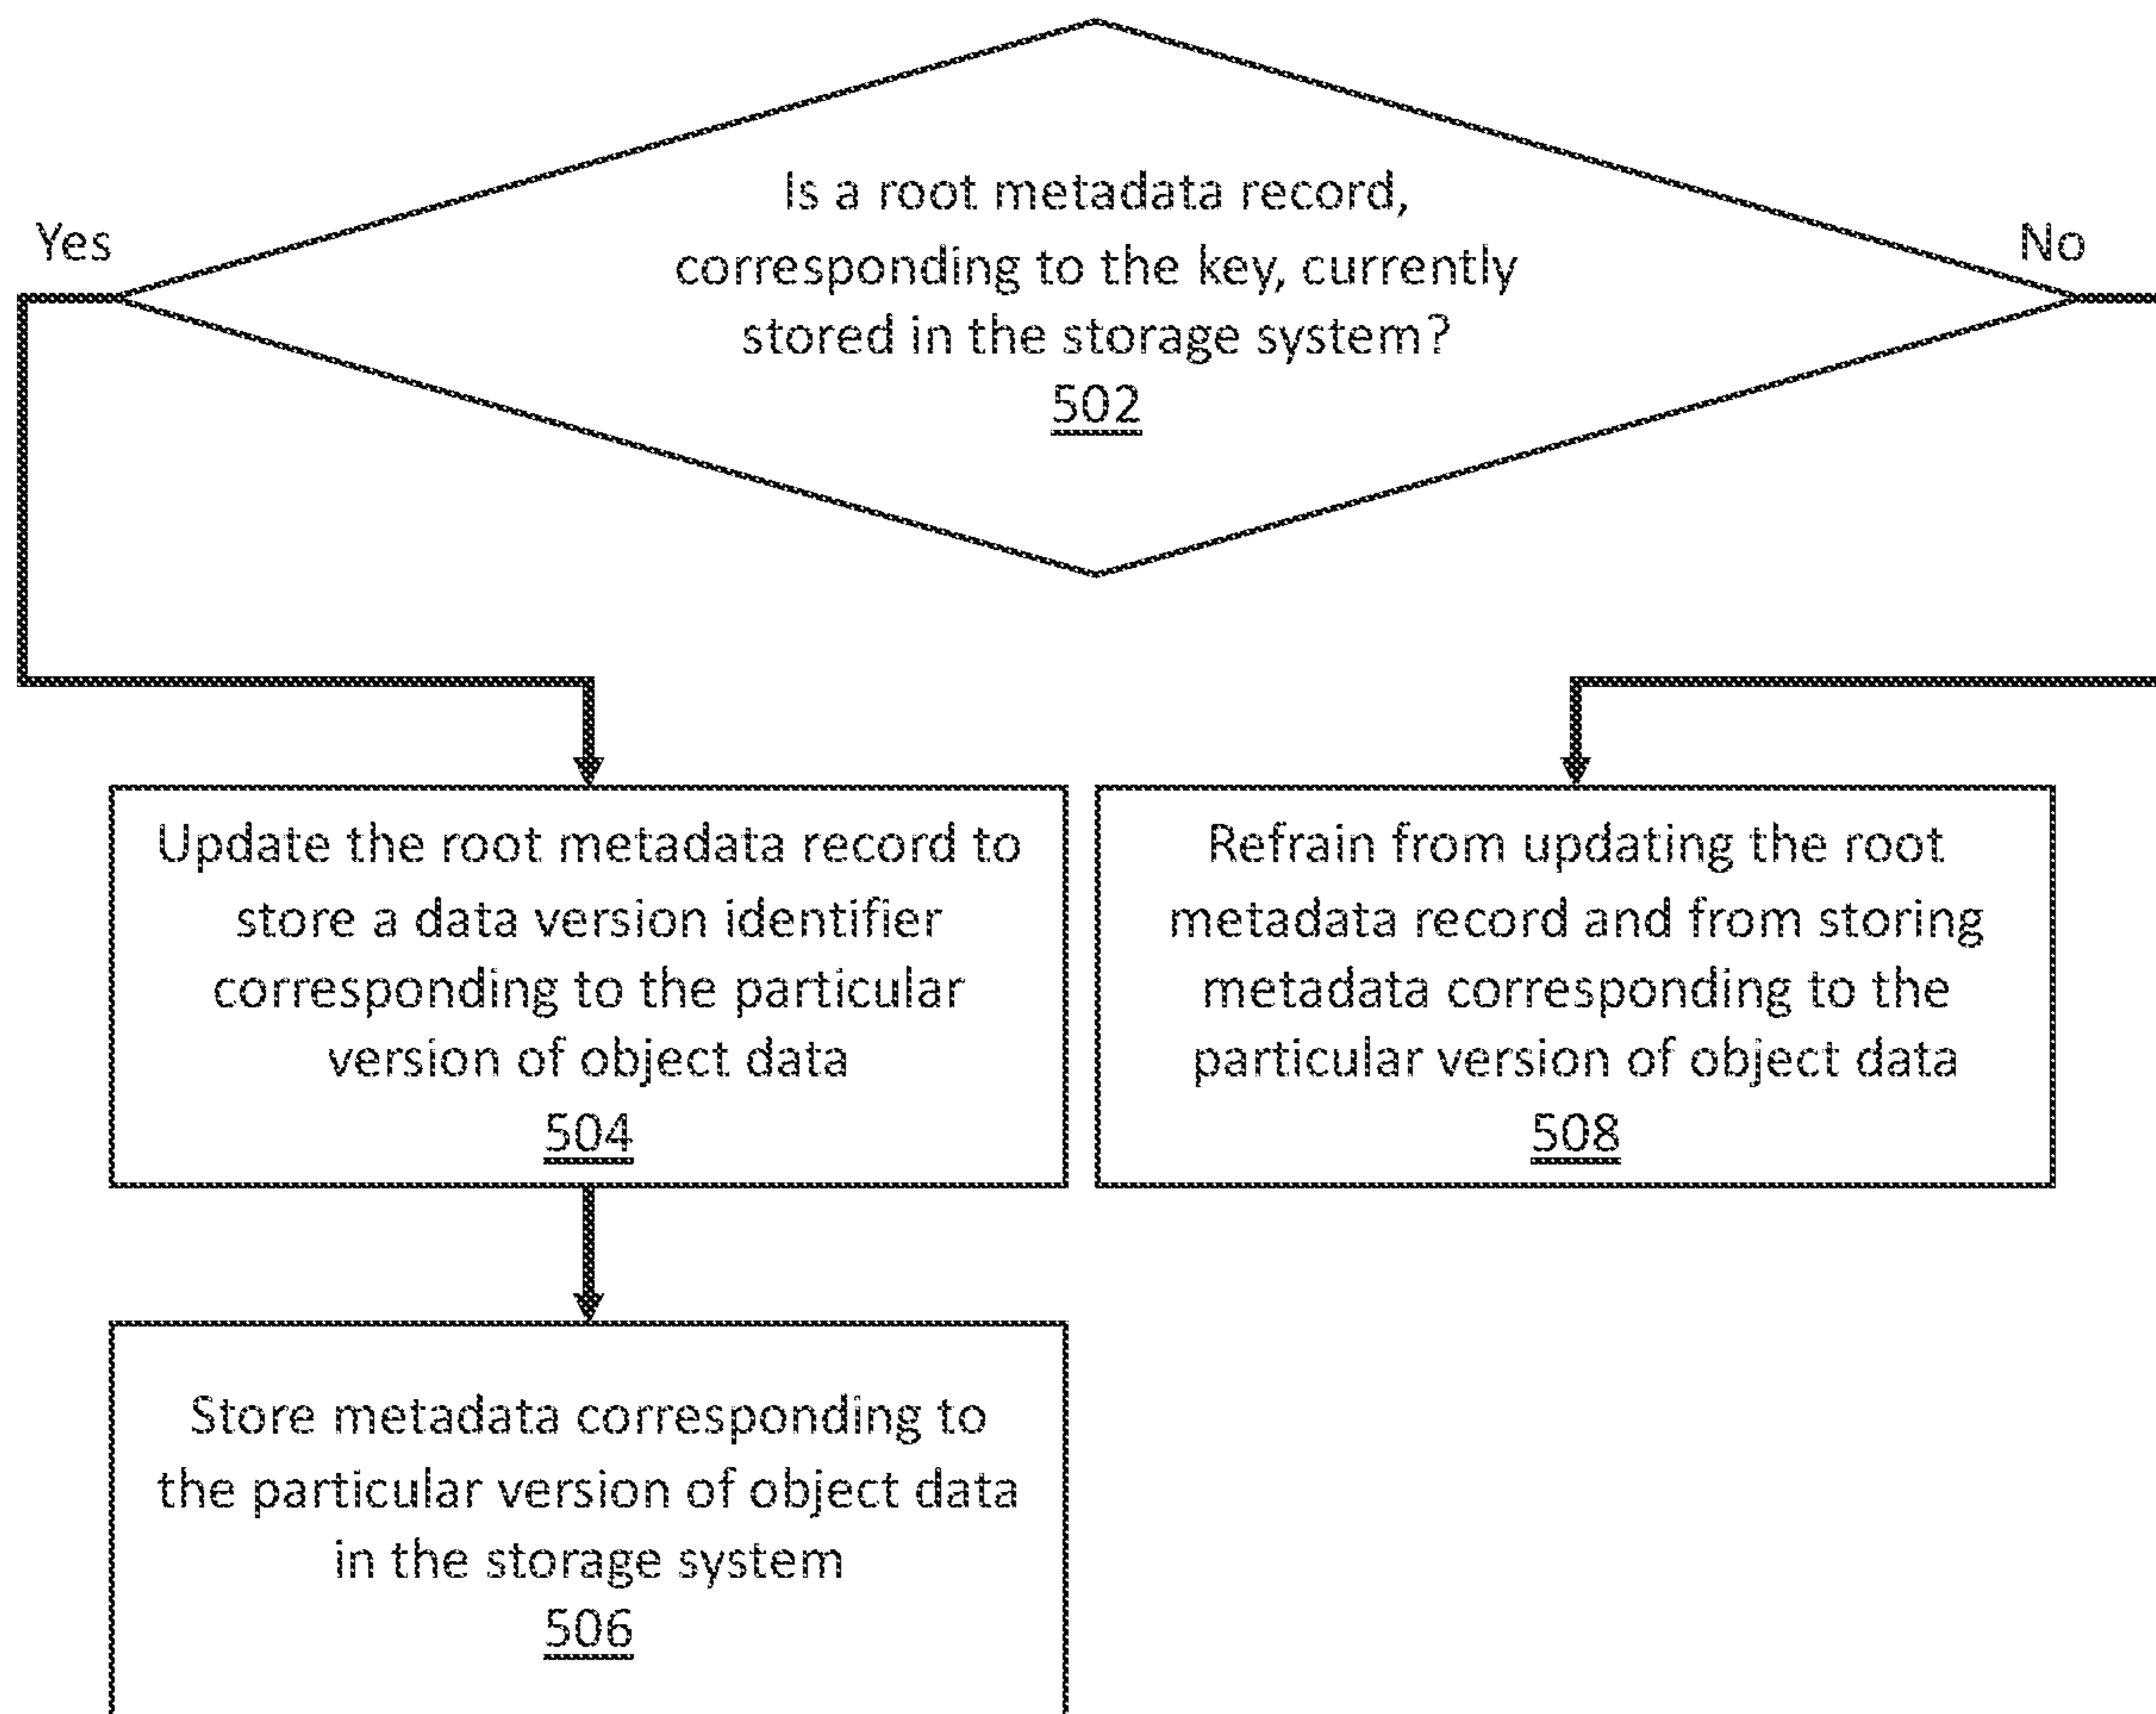 Is a root metadata record,
corresponding to the key, currently
stored in the storage system?
502
Yes
No
Update the root metadata record to
store a data version identifier
corresponding to the particular
version of object data
504
Refrain from updating the root
metadata record and from storing
metadata corresponding to the
particular version of object data
508
Store metadata corresponding to
the particular version of object data
in the storage system
506